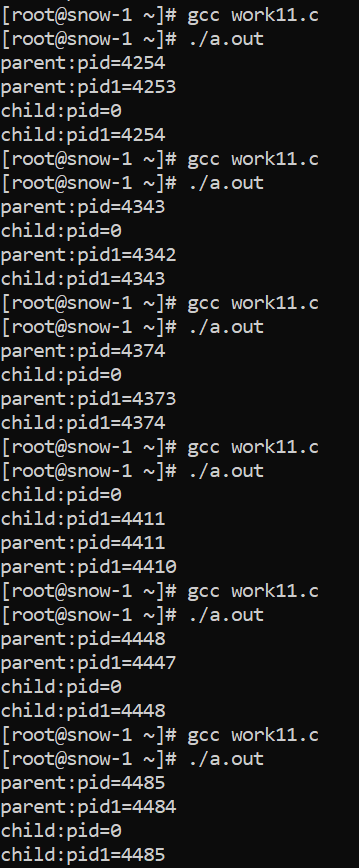 [root@snow-1 ~]# gcc work11.c
[root@snow-1 ~]# ./a.out
parent:pid=4254
parent:pid1=4253
child:pid=0
child:pid1=4254
[root@snow-1 ~]# gcc work11.c
[root@snow-1 ~]# ./a.out
parent:pid=4343
child:pid=0
parent:pid1=4342
child:pid1=4343
[root@snow-1 ~]# gcc work11.c
[root@snow-1 ~]# ./a.out
parent:pid=4374
child:pid=0
parent:pid1=4373
child:pid1=4374
[root@snow-1 ~]# gcc work11.c
[root@snow-1 ~]# ./a.out
child:pid=0
child:pid1=4411
parent:pid=4411
parent:pid1=4410
[root@snow-1 ~]# gcc work11.c
[root@snow-1 ~]# ./a.out
parent:pid=4448
parent:pid1=4447
child:pid=0
child:pid1=4448
[root@snow-1 ~]# gcc work11.c
[root@snow-1 ~]# ./a.out
parent:pid=4485
parent:pid1=4484
child:pid=0
child:pid1=4485